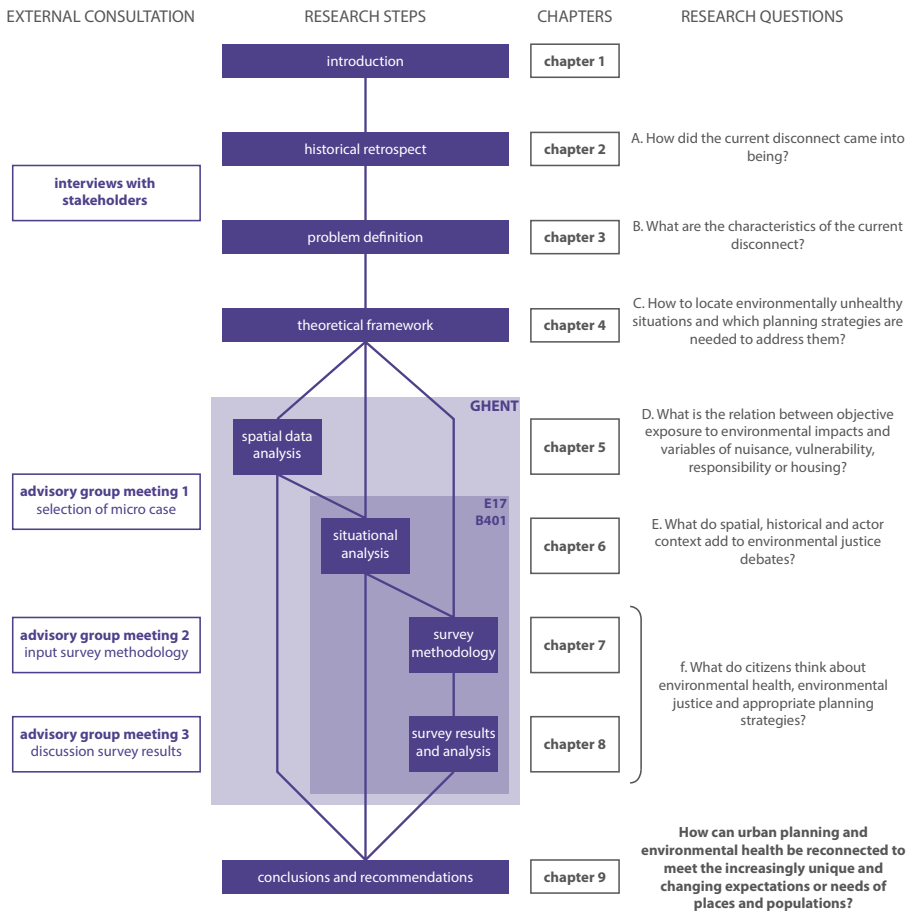 EXTERNAL CONSULTATION
RESEARCH STEPS
CHAPTERS
RESEARCH QUESTIONS
introduction
chapter 1
historical retrospect
chapter 2
A. How did the current disconnect came into
being?
interviews with
stakeholders
problem definition
chapter 3
B. What are the characteristics of the current
disconnect?
theoretical framework
chapter 4
C. How to locate environmentally unhealthy
situations and which planning strategies are
needed to address them?
GHENT
spatial data
analysis
chapter 5
D. What is the relation between objective
exposure to environmental impacts and
variables of nuisance, vulnerability,
responsibility or housing?
advisory group meeting 1
selection of micro case
E17
B401
situational
analysis
chapter 6
E. What do spatial, historical and actor
context add to environmental justice
debates?
advisory group meeting 2
input survey methodology
survey
methodology
chapter 7
f. What do citizens think about
environmental health, environmental
justice and appropriate planning
strategies?
advisory group meeting 3
discussion survey results
survey results
and analysis
chapter 8
conclusions and recommendations
chapter 9
How can urban planning and
environmental health be reconnected to
meet the increasingly unique and
changing expectations or needs of
places and populations?